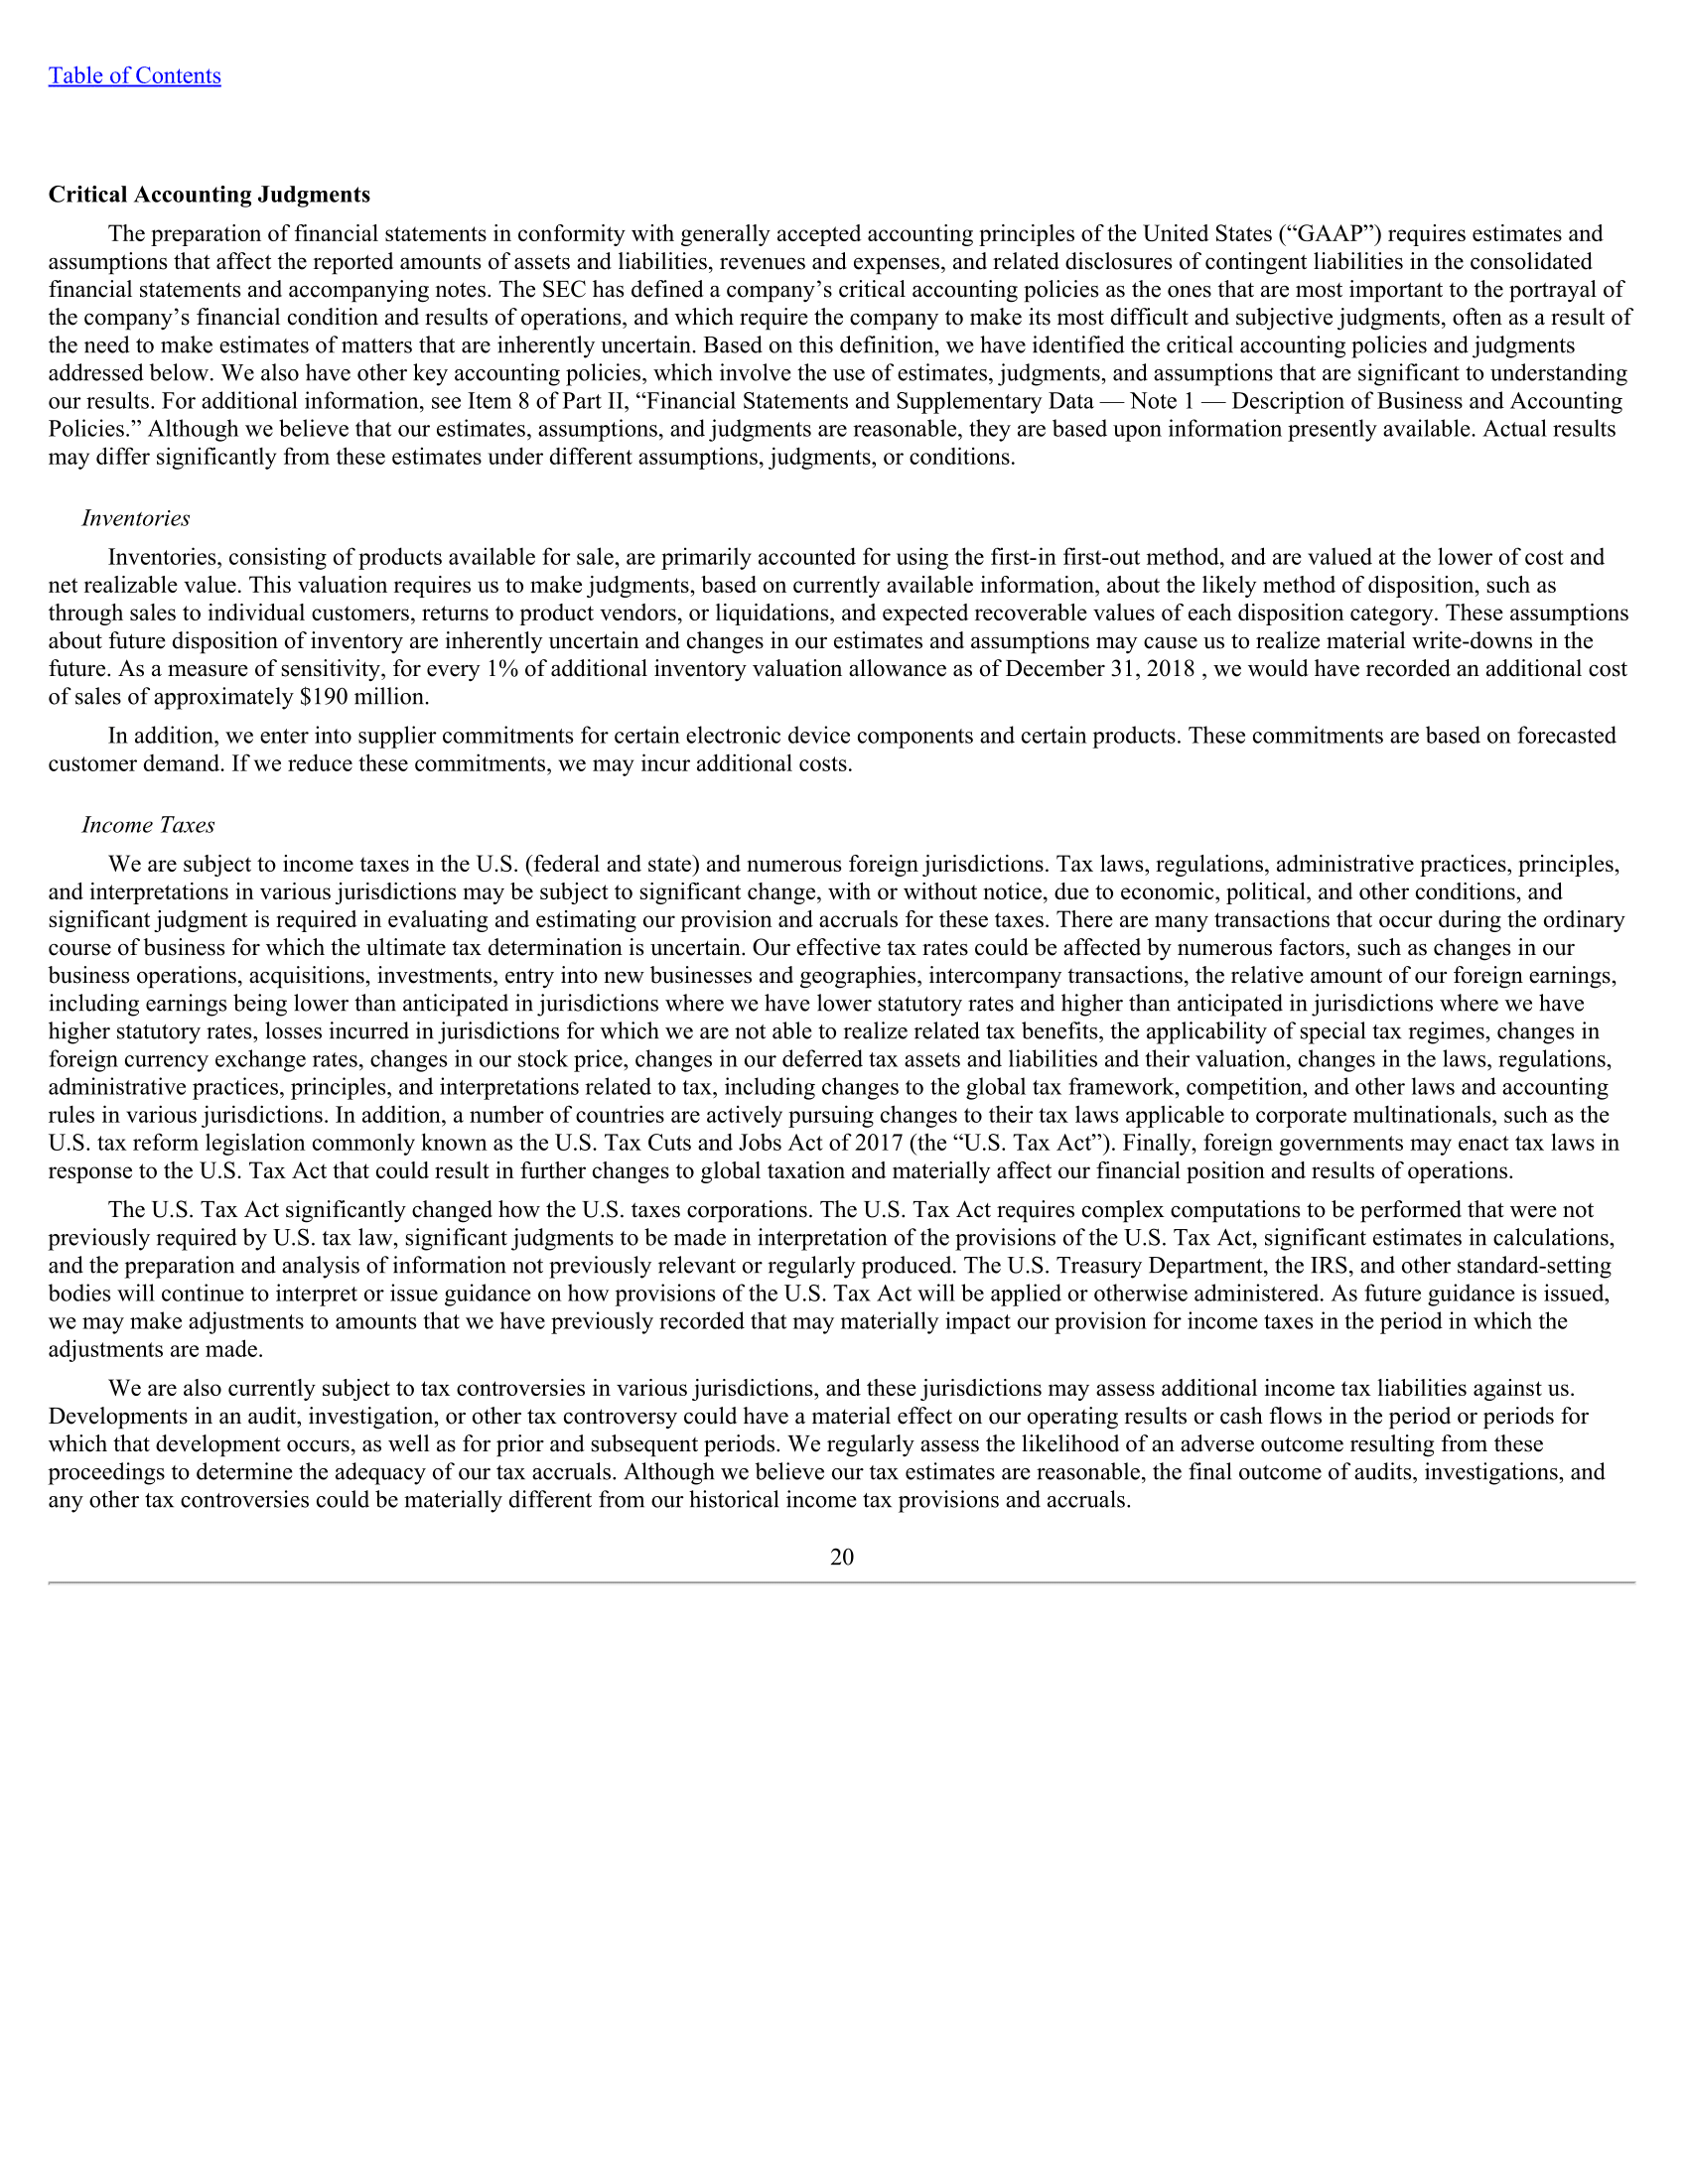 Table of Contents
Critical Accounting Judgments
The preparation of financial statements in conformity with generally accepted accounting principles of the United States (“GAAP”) requires estimates and
assumptions that affect the reported amounts of assets and liabilities, revenues and expenses, and related disclosures of contingent liabilities in the consolidated
financial statements and accompanying notes. The SEC has defined a company’s critical accounting policies as the ones that are most important to the portrayal of
the company’s financial condition and results of operations, and which require the company to make its most difficult and subjective judgments, often as a result of
the need to make estimates of matters that are inherently uncertain. Based on this definition, we have identified the critical accounting policies and judgments
addressed below. We also have other key accounting policies, which involve the use of estimates, judgments, and assumptions that are significant to understanding
our results. For additional information, see Item 8 of Part II, “Financial Statements and Supplementary Data — Note 1 — Description of Business and Accounting
Policies.” Although we believe that our estimates, assumptions, and judgments are reasonable, they are based upon information presently available. Actual results
may differ significantly from these estimates under different assumptions, judgments, or conditions.
Inventories
Inventories, consisting of products available for sale, are primarily accounted for using the first-in first-out method, and are valued at the lower of cost and
net realizable value. This valuation requires us to make judgments, based on currently available information, about the likely method of disposition, such as
through sales to individual customers, returns to product vendors, or liquidations, and expected recoverable values of each disposition category. These assumptions
about future disposition of inventory are inherently uncertain and changes in our estimates and assumptions may cause us to realize material write-downs in the
future. As a measure of sensitivity, for every 1% of additional inventory valuation allowance as of December 31, 2018 , we would have recorded an additional cost
of sales of approximately $190 million.
In addition, we enter into supplier commitments for certain electronic device components and certain products. These commitments are based on forecasted
customer demand. If we reduce these commitments, we may incur additional costs.
Income Taxes
We are subject to income taxes in the U.S. (federal and state) and numerous foreign jurisdictions. Tax laws, regulations, administrative practices, principles,
and interpretations in various jurisdictions may be subject to significant change, with or without notice, due to economic, political, and other conditions, and
significant judgment is required in evaluating and estimating our provision and accruals for these taxes. There are many transactions that occur during the ordinary
course of business for which the ultimate tax determination is uncertain. Our effective tax rates could be affected by numerous factors, such as changes in our
business operations, acquisitions, investments, entry into new businesses and geographies, intercompany transactions, the relative amount of our foreign earnings,
including earnings being lower than anticipated in jurisdictions where we have lower statutory rates and higher than anticipated in jurisdictions where we have
higher statutory rates, losses incurred in jurisdictions for which we are not able to realize related tax benefits, the applicability of special tax regimes, changes in
foreign currency exchange rates, changes in our stock price, changes in our deferred tax assets and liabilities and their valuation, changes in the laws, regulations,
administrative practices, principles, and interpretations related to tax, including changes to the global tax framework, competition, and other laws and accounting
rules in various jurisdictions. In addition, a number of countries are actively pursuing changes to their tax laws applicable to corporate multinationals, such as the
U.S. tax reform legislation commonly known as the U.S. Tax Cuts and Jobs Act of 2017 (the “U.S. Tax Act”). Finally, foreign governments may enact tax laws in
response to the U.S. Tax Act that could result in further changes to global taxation and materially affect our financial position and results of operations.
The U.S. Tax Act significantly changed how the U.S. taxes corporations. The U.S. Tax Act requires complex computations to be performed that were not
previously required by U.S. tax law, significant judgments to be made in interpretation of the provisions of the U.S. Tax Act, significant estimates in calculations,
and the preparation and analysis of information not previously relevant or regularly produced. The U.S. Treasury Department, the IRS, and other standard-setting
bodies will continue to interpret or issue guidance on how provisions of the U.S. Tax Act will be applied or otherwise administered. As future guidance is issued,
we may make adjustments to amounts that we have previously recorded that may materially impact our provision for income taxes in the period in which the
adjustments are made.
We are also currently subject to tax controversies in various jurisdictions, and these jurisdictions may assess additional income tax liabilities against us.
Developments in an audit, investigation, or other tax controversy could have a material effect on our operating results or cash flows in the period or periods for
which that development occurs, as well as for prior and subsequent periods. We regularly assess the likelihood of an adverse outcome resulting from these
proceedings to determine the adequacy of our tax accruals. Although we believe our tax estimates are reasonable, the final outcome of audits, investigations, and
any other tax controversies could be materially different from our historical income tax provisions and accruals.
20